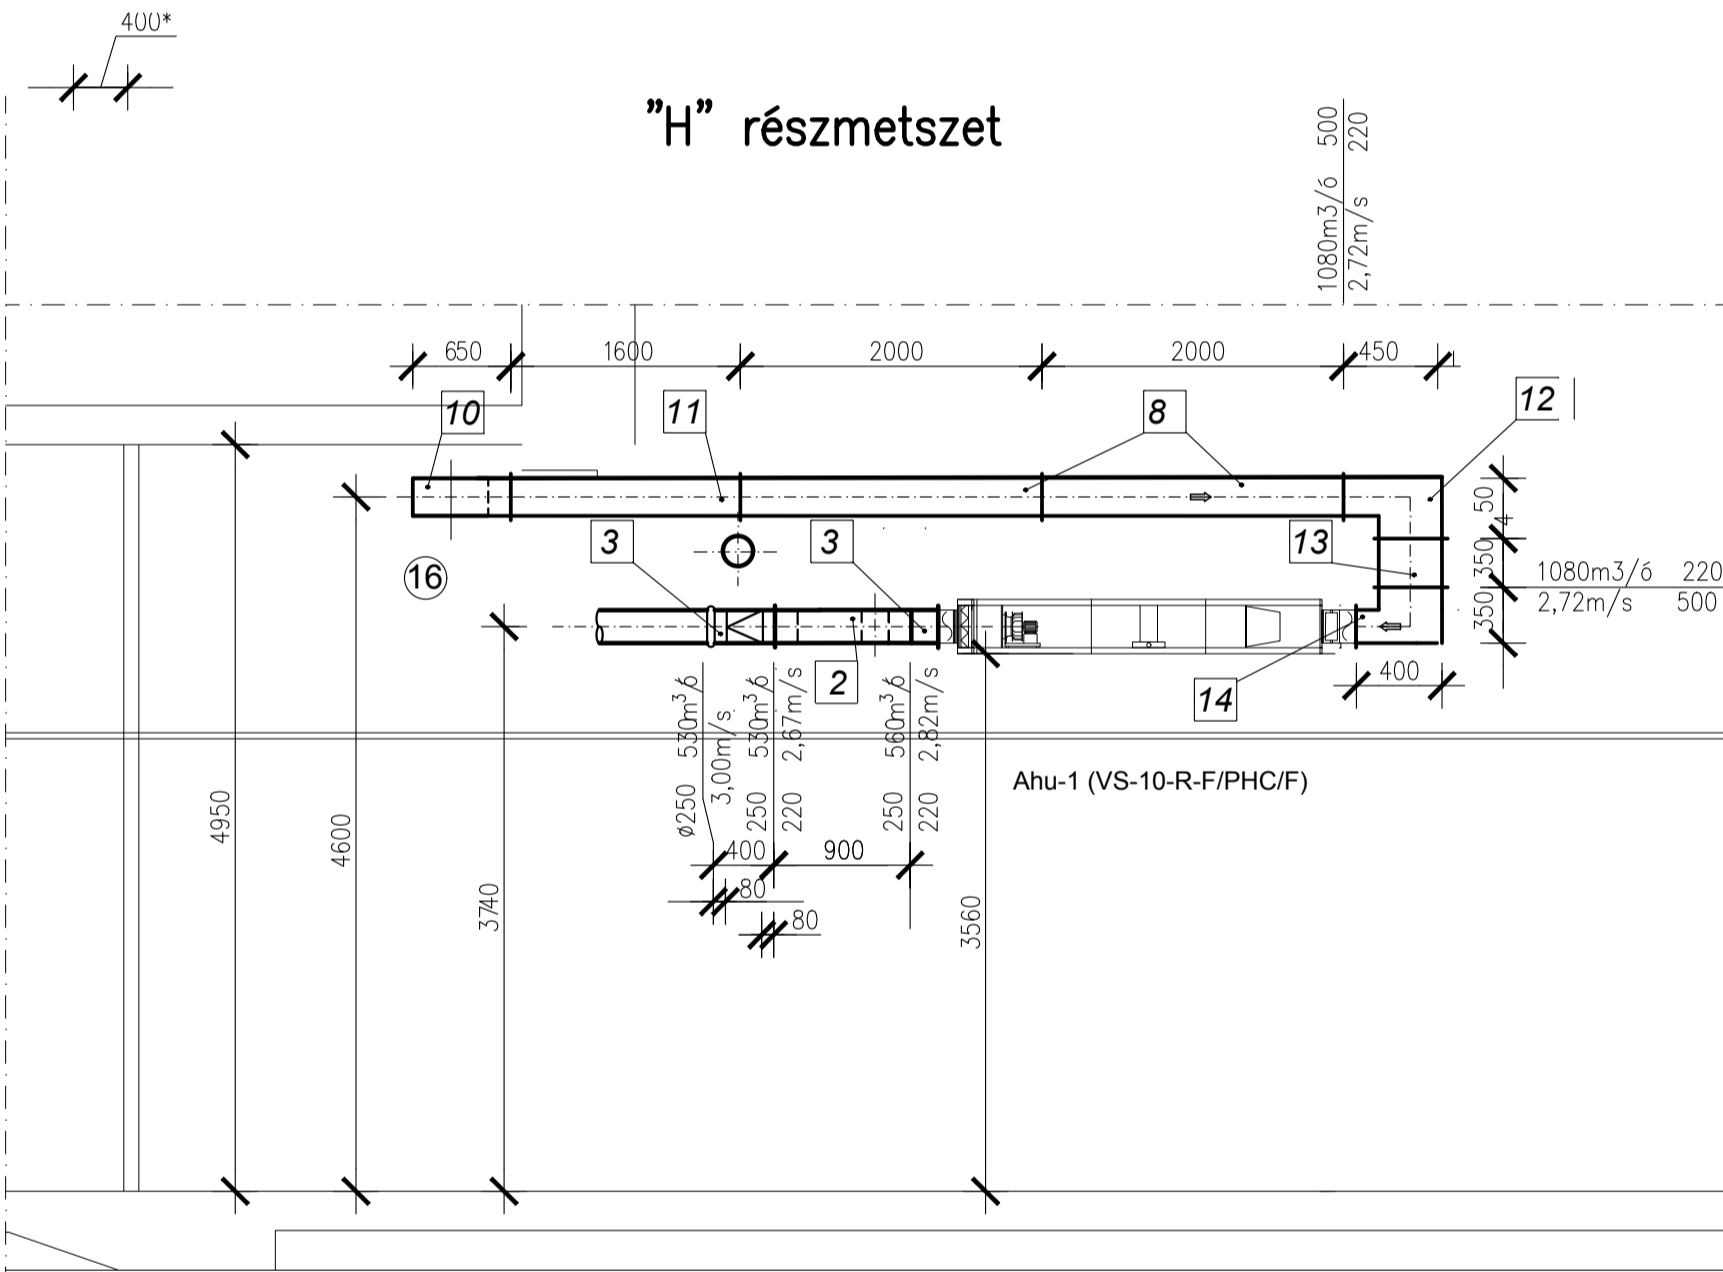 400*
"H" részmetszet
1080m3/ó 500
2,72m/s 220
650
1600
2000
2000
450
10
11
8
12
3
3
13
16
50
4
350
350
1080m3/ó 220
2,72m/s 500
2
14
400
ø250 530m³/ó
3,00m/s
250 530m³/ó
220 2,67m/s
250 560m³/ó
220 2,82m/s
Ahu-1 (VS-10-R-F/PHC/F)
400
900
80
80
4950
4600
3740
3560